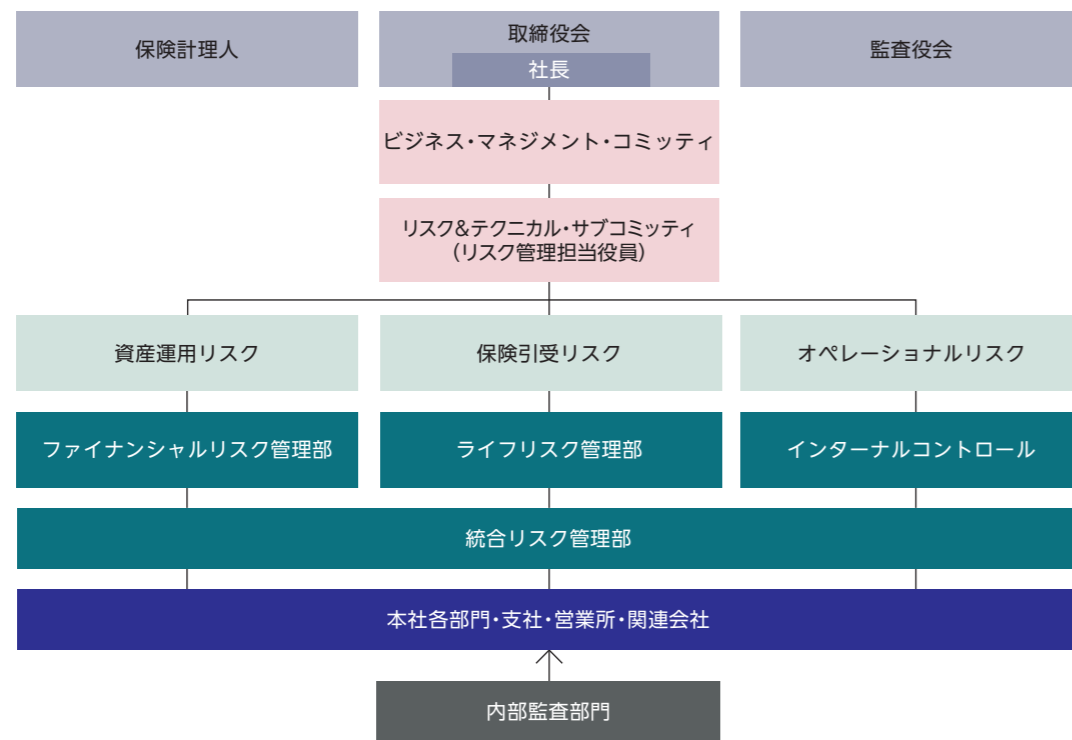 保険計理人
取締役会
社長
監査役会
ビジネス・マネジメント・コミッティ
リスク&テクニカル・サブコミッティ
(リスク管理担当役員)
資産運用リスク
保険引受リスク
オペレーショナルリスク
ファイナンシャルリスク管理部
ライフリスク管理部
インターナルコントロール
統合リスク管理部
本社各部門・支社・営業所・関連会社
内部監査部門